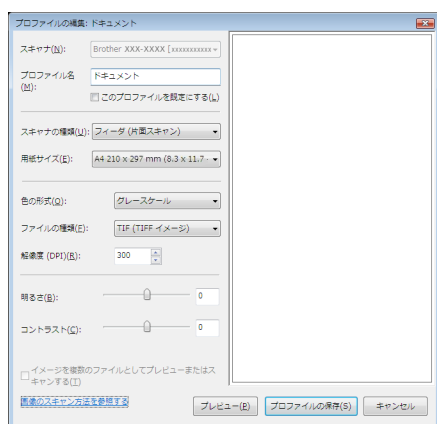 プロファイルの編集: ドキュメント
スキャナ(N): Brother XXX-XXXX [xxxxxxxxxxx
プロファイル名 ドキュメント
(M):
このプロファイルを既定にする(L)
スキャナの種類(U): フィーダ (片面スキャン)
用紙サイズ(E): A4 210 x 297 mm (8.3 x 11.7
色の形式(O): グレースケール
ファイルの種類(F): TIF (TIFF イメージ)
解像度 (DPI)(R): 300
明るさ(B): 0
コントラスト(C): 0
イメージを複数のファイルとしてプレビューまたはス
キャンする(T)
画像のスキャン方法を参照する
プレビュー(P) プロファイルの保存(S) キャンセル